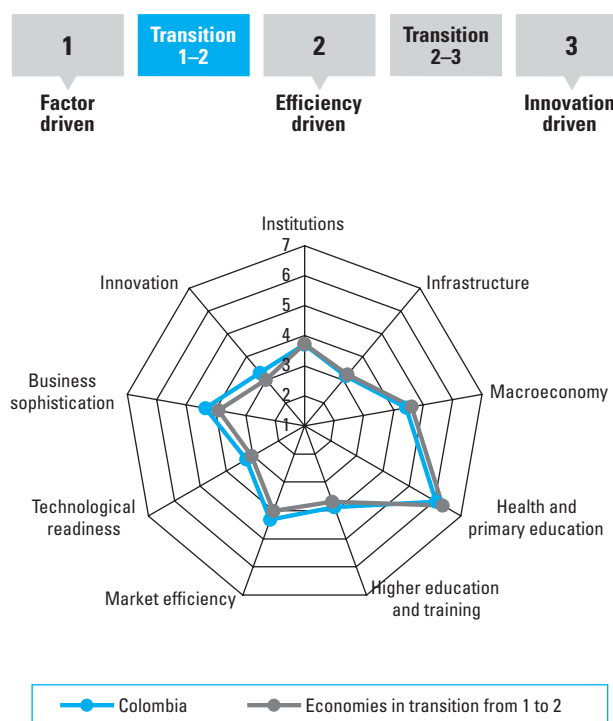 1
Transition
1–2
2
Transition
2–3
3
Factor
driven
Efficiency
driven
Innovation
driven
Institutions
7
6
5
4
3
2
1
Innovation
Infrastructure
Business
sophistication
Macroeconomy
Technological
readiness
Health and
primary education
Market efficiency
Higher education
and training
Colombia
Economies in transition from 1 to 2